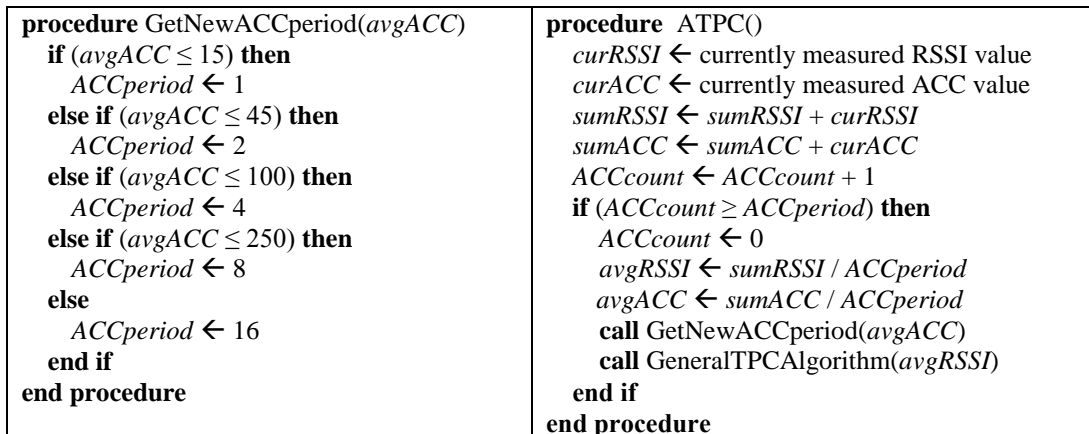 procedure GetNewACCperiod(avgACC)
if (avgACC ≤ 15) then
ACCperiod ← 1
else if (avgACC ≤ 45) then
ACCperiod ← 2
else if (avgACC ≤ 100) then
ACCperiod ← 4
else if (avgACC ≤ 250) then
ACCperiod ← 8
else
ACCperiod ← 16
end if
end procedure
procedure ATPC()
curRSSI ← currently measured RSSI value
curACC ← currently measured ACC value
sumRSSI ← sumRSSI + curRSSI
sumACC ← sumACC + curACC
ACCcount ← ACCcount + 1
if (ACCcount ≥ ACCperiod) then
ACCcount ← 0
avgRSSI ← sumRSSI / ACCperiod
avgACC ← sumACC / ACCperiod
call GetNewACCperiod(avgACC)
call GeneralTPCAlgorithm(avgRSSI)
end if
end procedure